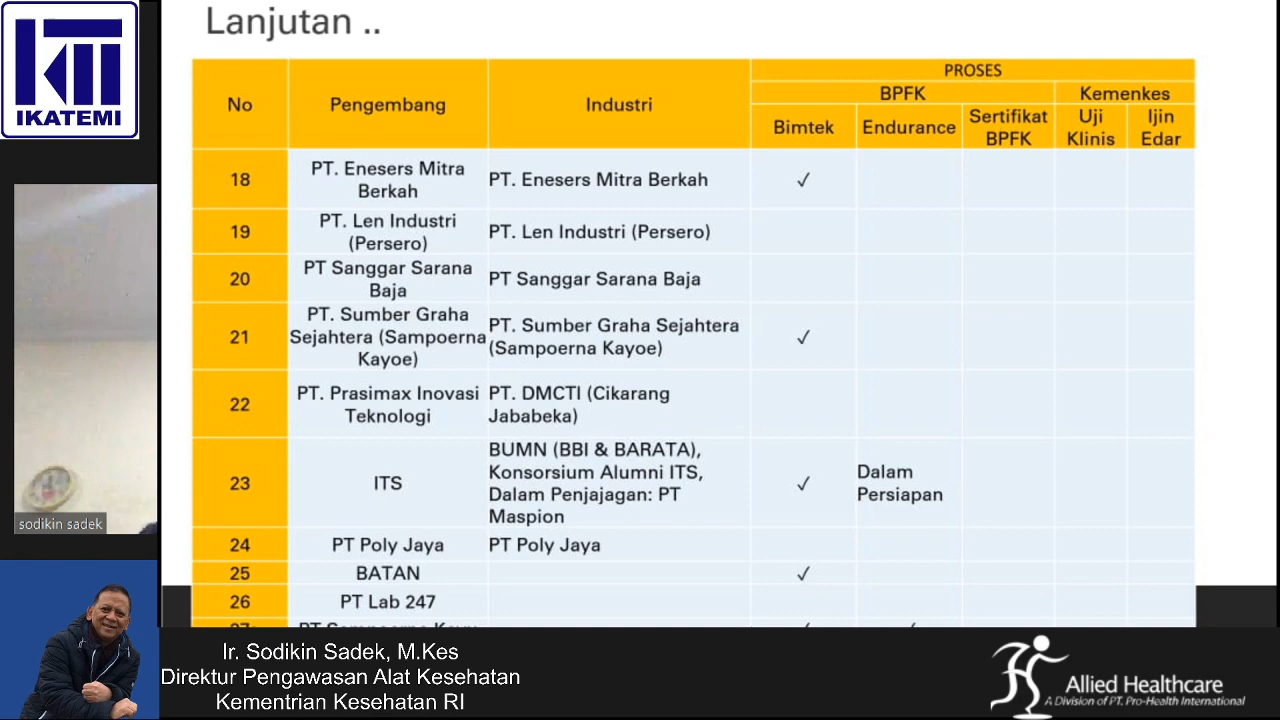 Lanjutan ..
KTI
IKATEMI
No
Pengembang
Industri
PROSES
BPFK
Kemenkes
Bimtek
Endurance
Sertifikat
BPFK
Uji
Klinis
Ijin
Edar
18
PT. Enesers Mitra
Berkah
PT. Enesers Mitra Berkah
✓
19
PT. Len Industri
(Persero)
PT. Len Industri (Persero)
20
PT Sanggar Sarana
Baja
PT Sanggar Sarana Baja
21
PT. Sumber Graha
Sejahtera (Sampoerna
Kayoe)
PT. Sumber Graha Sejahtera
(Sampoerna Kayoe)
✓
22
PT. Prasimax Inovasi
Teknologi
PT. DMCTI (Cikarang
Jababeka)
23
ITS
BUMN (BBI & BARATA),
Konsorsium Alumni ITS,
Dalam Penjajagan: PT
Maspion
✓
Dalam
Persiapan
24
PT Poly Jaya
PT Poly Jaya
25
BATAN
✓
26
PT Lab 247
sodikin sadek
Ir. Sodikin Sadek, M.Kes
Direktur Pengawasan Alat Kesehatan
Kementrian Kesehatan RI
Allied Healthcare
A Division of PT. Pro-Health International